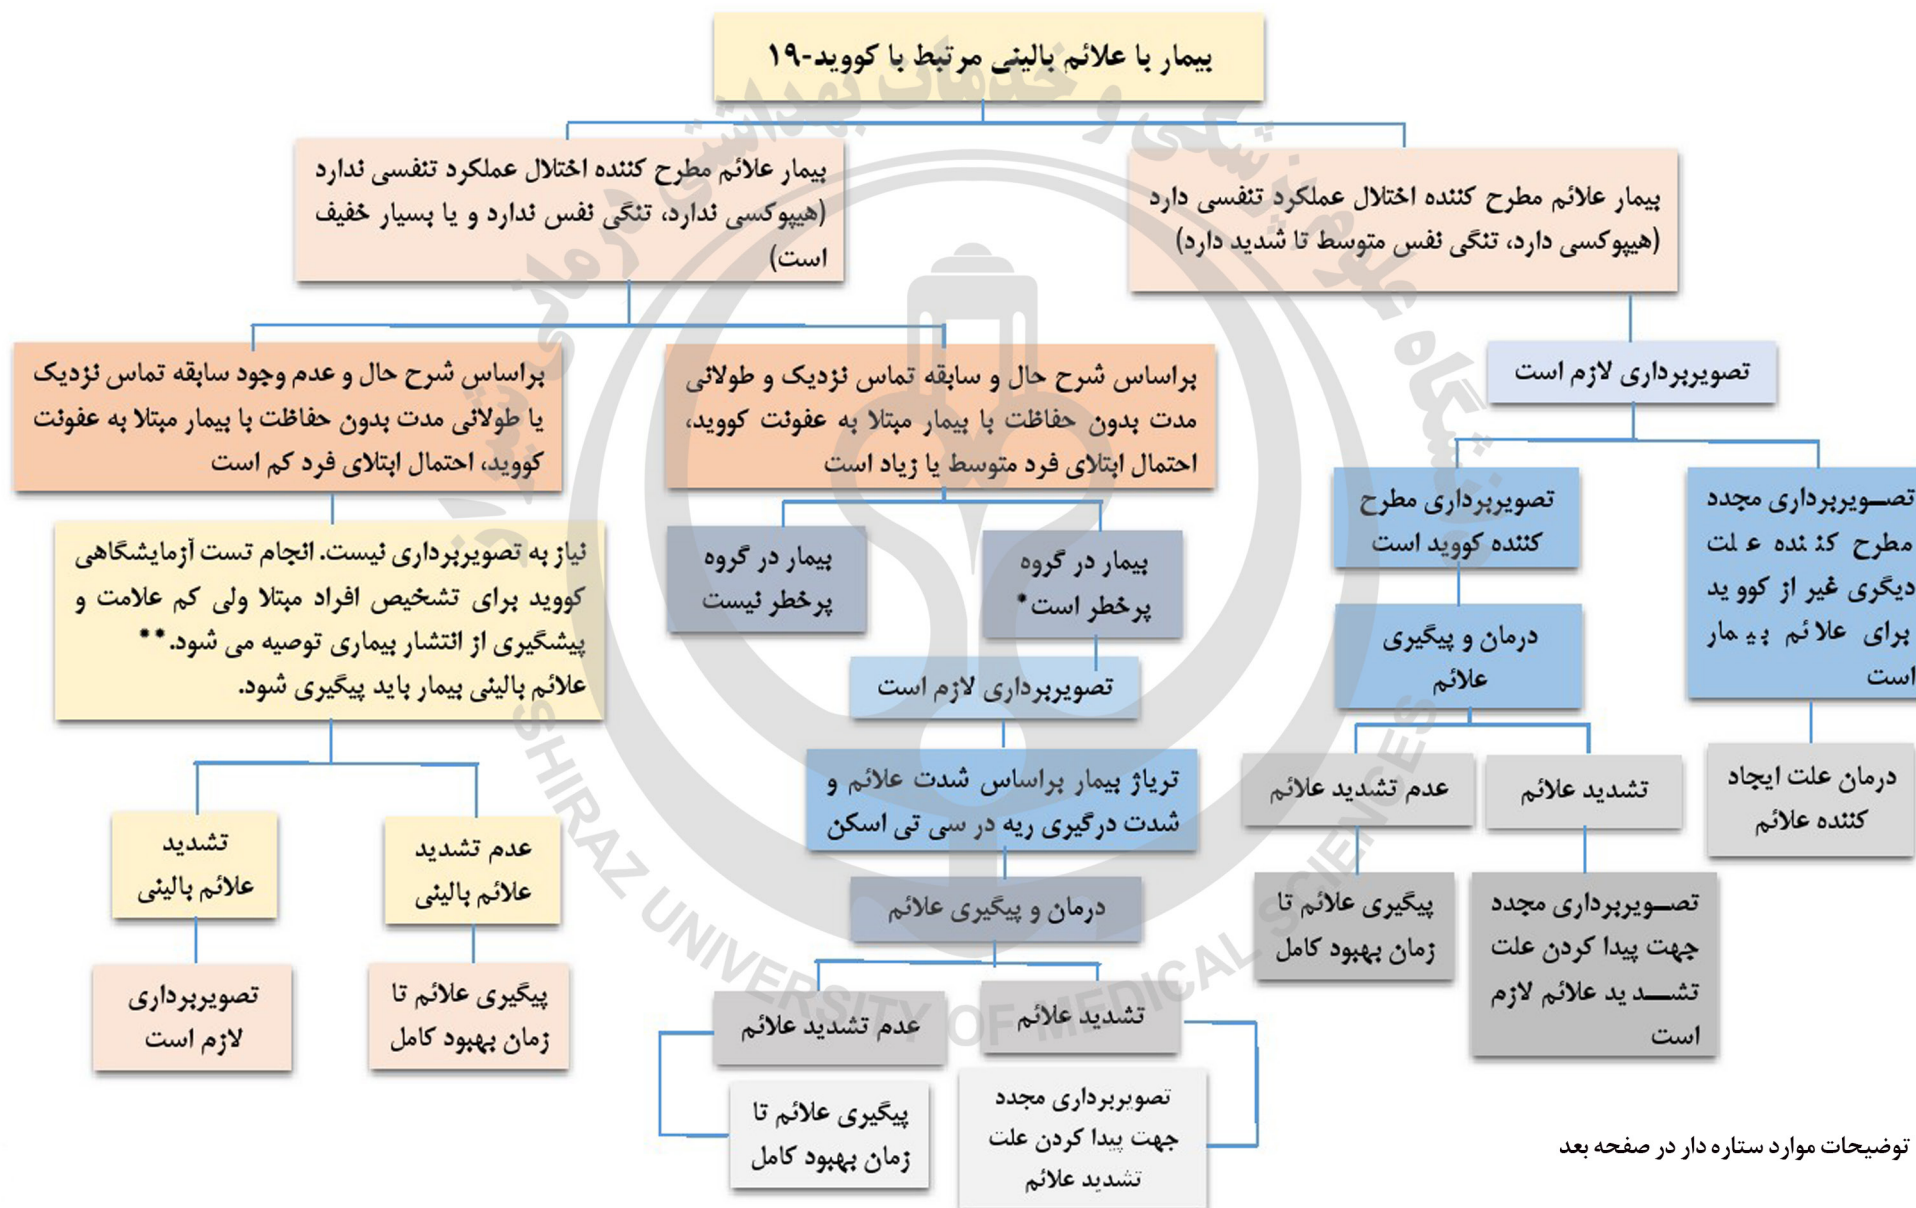 بیمار با علائم بالینی مرتبط با کووید-۱۹
بیمار علائم مطرح کننده اختلال عملکرد تنفسی دارد
(هیپوکسی دارد، تنگی نفس متوسط تا شدید دارد)
بیمار علائم مطرح کننده اختلال عملکرد تنفسی ندارد
(هیپوکسی ندارد، تنگی نفس ندارد و یا بسیار خفیف
است)
تصویربرداری لازم است
براساس شرح حال و سابقه تماس نزدیک و طولانی
مدت بدون حفاظت با بیمار مبتلا به عفونت کووید،
احتمال ابتلای فرد متوسط یا زیاد است
براساس شرح حال و عدم وجود سابقه تماس نزدیک
یا طولانی مدت بدون حفاظت با بیمار مبتلا به عفونت
کووید، احتمال ابتلای فرد کم است
تصویربرداری مجدد
مطرح کننده علت
دیگری غیر از کووید
برای علائم بیمار
است
تصویربرداری مطرح
کننده کووید است
بیمار در گروه
پرخطر است*
بیمار در گروه
پرخطر نیست
نیاز به تصویربرداری نیست. انجام تست آزمایشگاهی
کووید برای تشخیص افراد مبتلا ولی کم علامت و
پیشگیری از انتشار بیماری توصیه می شود.**
علائم بالینی بیمار باید پیگیری شود.
درمان و پیگیری
علائم
تصویربرداری لازم است
درمان علت ایجاد
کننده علائم
تشدید علائم
عدم تشدید علائم
تریاژ بیمار براساس شدت علائم و
شدت درگیری ریه در سی تی اسکن
عدم تشدید
علائم بالینی
تشدید
علائم بالینی
تصویربرداری مجدد
جهت پیدا کردن علت
تشدید علائم لازم
است
پیگیری علائم تا
زمان بهبود کامل
درمان و پیگیری علائم
پیگیری علائم تا
زمان بهبود کامل
تصویربرداری
لازم است
تشدید علائم
عدم تشدید علائم
تصویربرداری مجدد
جهت پیدا کردن علت
تشدید علائم
پیگیری علائم تا
زمان بهبود کامل
توضیحات موارد ستاره دار در صفحه بعد
دانشگاه علوم پزشکی و خدمات بهداشتی درمانی شیراز
SHIRAZ UNIVERSITY OF MEDICAL SCIENCES